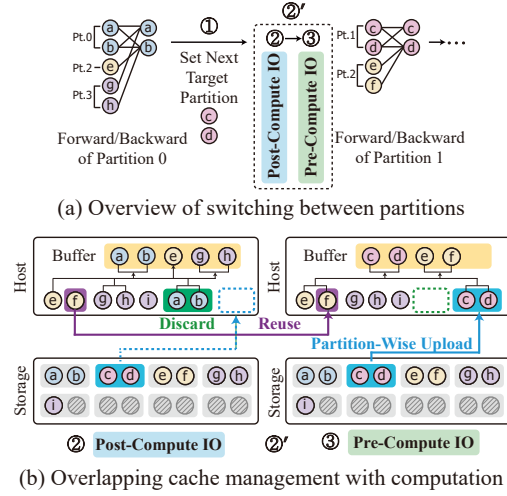 ②′
①
Pt.0
a a
b b
Pt.2
e
Pt.3
g
h
Set Next
Target
Partition
c
d
② → ③
Post-Compute IO
Pre-Compute IO
Pt.1
c c
d d
Pt.2
e
f
...
Forward/Backward
of Partition 0
Forward/Backward
of Partition 1
(a) Overview of switching between partitions
Host
Buffer a b e g h
e f g h i a b
Discard
Reuse
Buffer c d e f
e f g h i c d
Partition-Wise Upload
Storage
a b c d e f g h
i
Storage
a b c d e f g h
i
② Post-Compute IO ②′ ③ Pre-Compute IO
(b) Overlapping cache management with computation